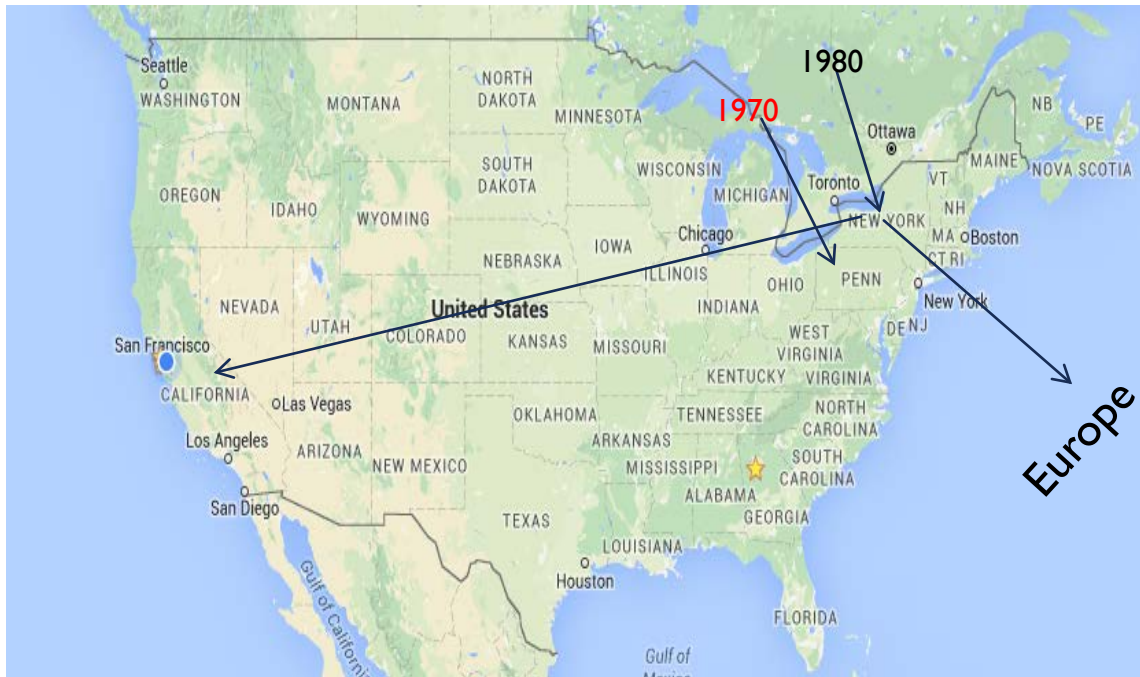 1980
Seattle
WASHINGTON
MONTANA
NORTH
DAKOTA
MINNESOTA
1970
Ottawa
NB
PE
MAINE
NOVA SCOTIA
OREGON
IDAHO
WYOMING
SOUTH
DAKOTA
WISCONSIN
MICHIGAN
Toronto
VT
NH
NEW YORK
MA
Boston
CT RI
NEBRASKA
IOWA
Chicago
ILLINOIS
INDIANA
OHIO
PENN
New York
NEVADA
UTAH
COLORADO
United States
KANSAS
MISSOURI
WEST
VIRGINIA
DE
NJ
KENTUCKY
VIRGINIA
San Francisco
CALIFORNIA
Las Vegas
Los Angeles
ARIZONA
NEW MEXICO
OKLAHOMA
ARKANSAS
TENNESSEE
NORTH
CAROLINA
Europe
MISSISSIPPI
SOUTH
CAROLINA
ALABAMA
GEORGIA
San Diego
TEXAS
LOUISIANA
Houston
FLORIDA
Gulf of California
Gulf of